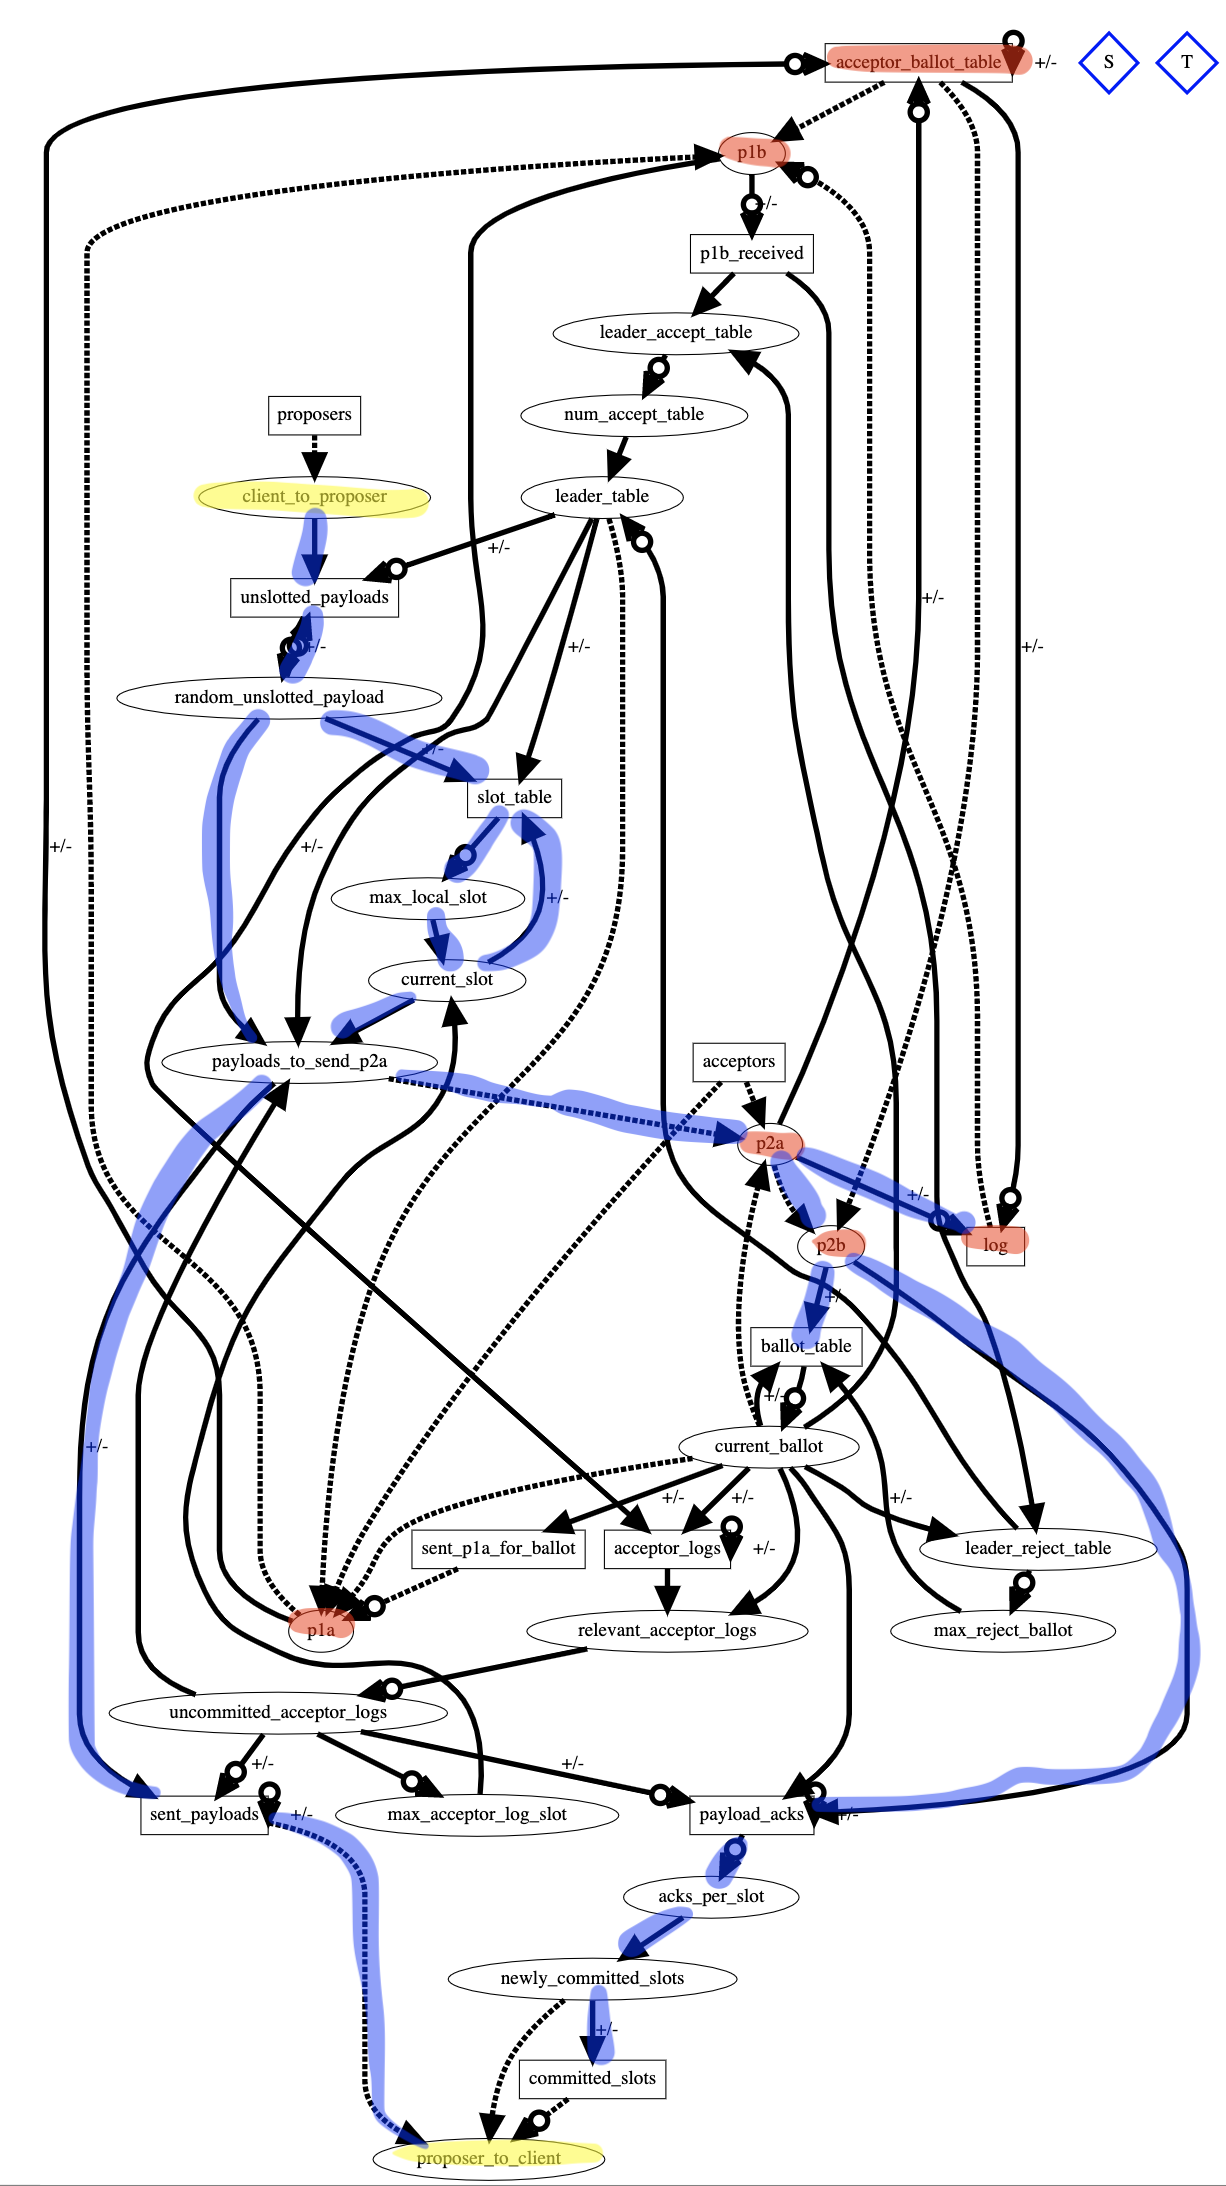 acceptor_ballot_table
+/-
S
T
p1b
+/-
p1b_received
leader_accept_table
proposers
num_accept_table
client_to_proposer
leader_table
+/-
unslotted_payloads
+/-
+/-
+/-
+/-
random_unslotted_payload
+/-
slot_table
+/-
+/-
max_local_slot
+/-
current_slot
payloads_to_send_p2a
acceptors
p2a
+/-
p2b
log
+/-
ballot_table
+/-
+/-
current_ballot
+/-
+/-
+/-
sent_p1a_for_ballot
acceptor_logs
+/-
leader_reject_table
p1a
relevant_acceptor_logs
max_reject_ballot
uncommitted_acceptor_logs
+/-
+/-
sent_payloads
+/-
max_acceptor_log_slot
payload_acks
+/-
acks_per_slot
newly_committed_slots
+/-
committed_slots
proposer_to_client